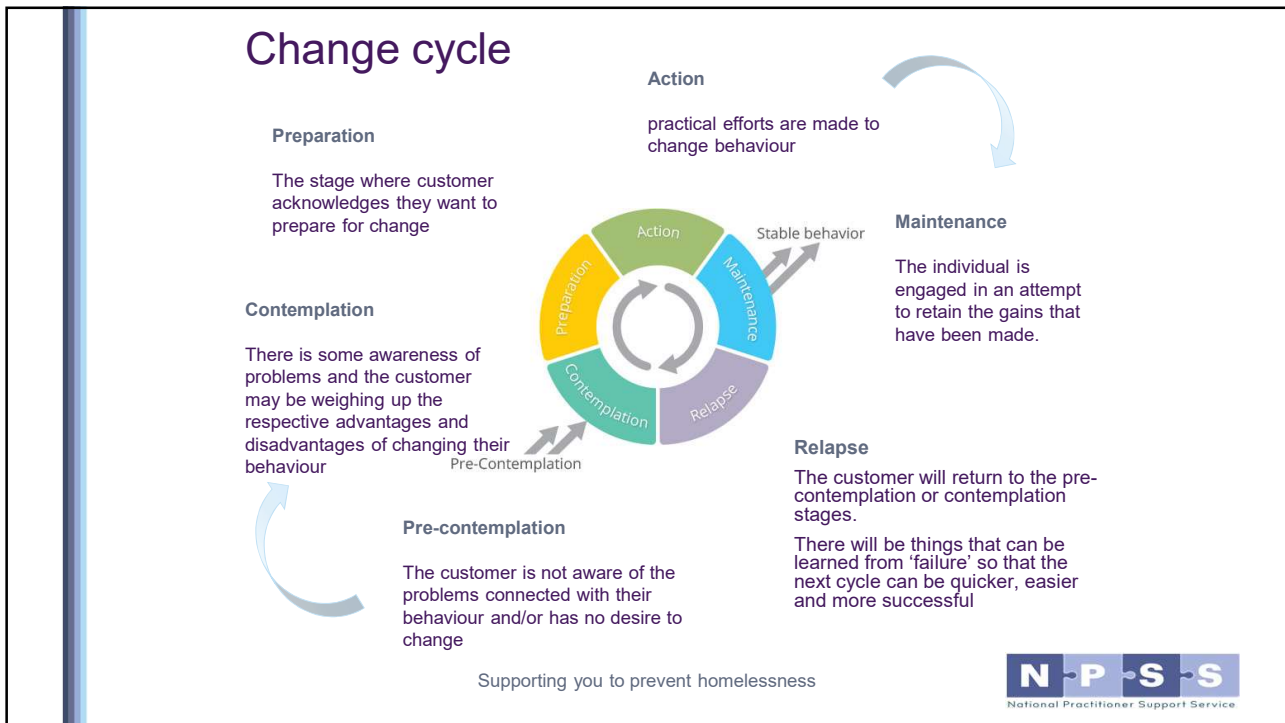 Change cycle
Action
practical efforts are made to
change behaviour
Preparation
The stage where customer
acknowledges they want to
prepare for change
Maintenance
The individual is
engaged in an attempt
to retain the gains that
have been made.
Contemplation
There is some awareness of
problems and the customer
may be weighing up the
respective advantages and
disadvantages of changing their
behaviour
Action
Stable behavior
Preparation
Maintenance
Contemplation
Relapse
Pre-Contemplation
Relapse
The customer will return to the pre-
contemplation or contemplation
stages.
There will be things that can be
learned from ‘failure’ so that the
next cycle can be quicker, easier
and more successful
Pre-contemplation
The customer is not aware of the
problems connected with their
behaviour and/or has no desire to
change
Supporting you to prevent homelessness
N P S S
National Practitioner Support Service